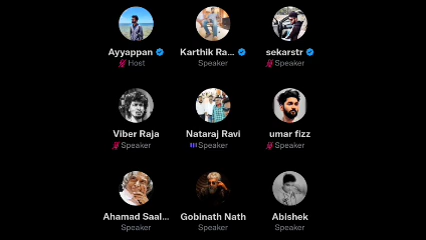 Ayyappan Karthik Ra... sekarstr
Host Speaker Speaker
Viber Raja Nataraj Ravi umar fizz
Speaker Speaker Speaker
Ahamad Saal... Gobinath Nath Abishek
Speaker Speaker Speaker